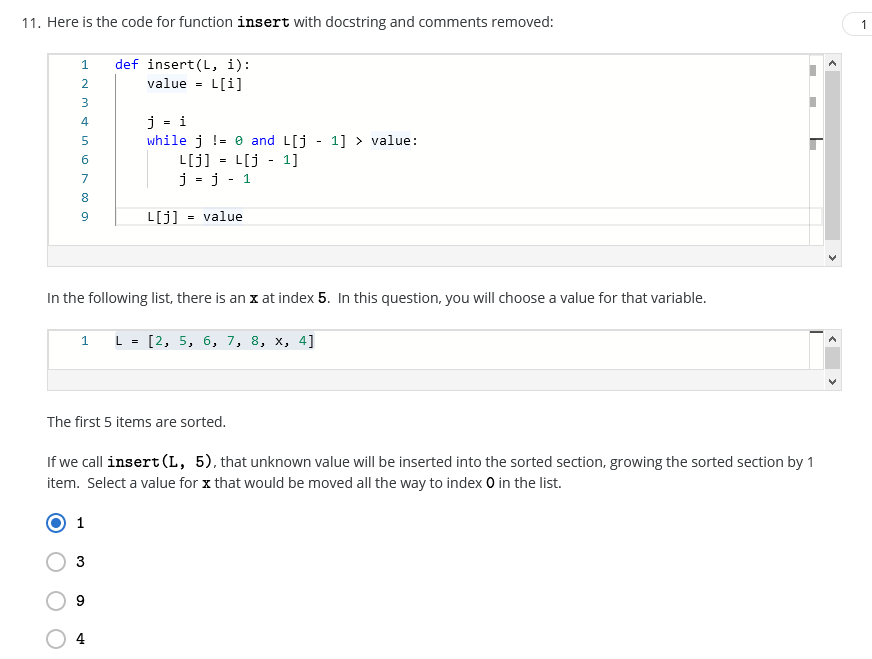 11. Here is the code for function insert with docstring and comments removed:
1
1 def insert(L, i):
2 value = L[i]
3
4 j = i
5 while j != 0 and L[j - 1] > value:
6 L[j] = L[j - 1]
7 j = j - 1
8
9 L[j] = value
In the following list, there is an x at index 5. In this question, you will choose a value for that variable.
1 L = [2, 5, 6, 7, 8, x, 4]
The first 5 items are sorted.
If we call insert(L, 5), that unknown value will be inserted into the sorted section, growing the sorted section by 1
item. Select a value for x that would be moved all the way to index 0 in the list.
1
3
9
4